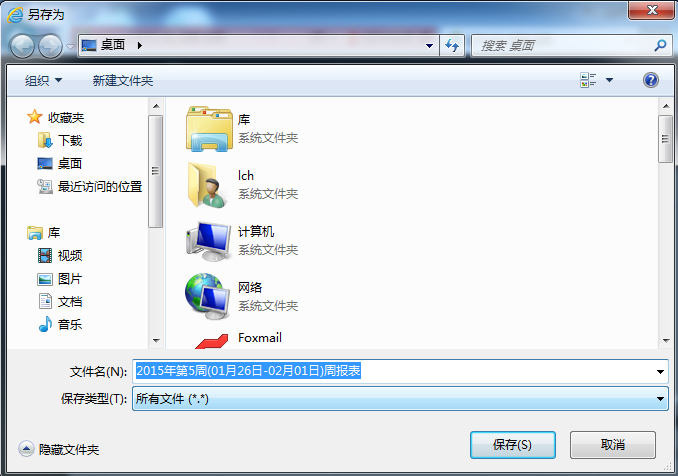 另存为
桌面
搜索 桌面
组织
新建文件夹
收藏夹
下载
桌面
最近访问的位置
库
视频
图片
文档
音乐
库
系统文件夹
lch
系统文件夹
计算机
系统文件夹
网络
系统文件夹
Foxmail
文件名(N):
2015年第5周(01月26日-02月01日)周报表
保存类型(T):
所有文件 (*.*)
隐藏文件夹
保存(S)
取消